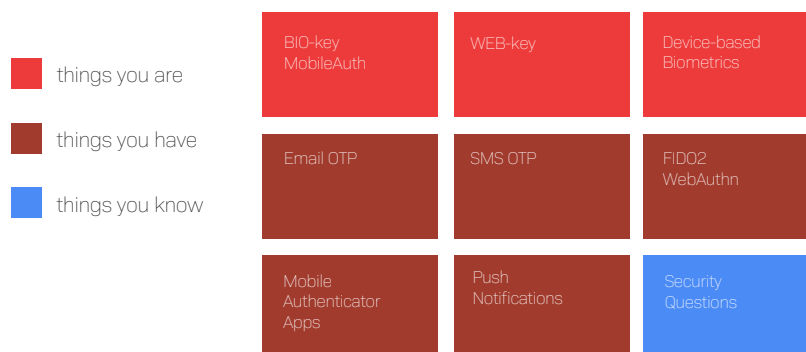 things you are
things you have
things you know
BIO-key
MobileAuth
WEB-key
Device-based
Biometrics
Email OTP
SMS OTP
FIDO2
WebAuthn
Mobile
Authenticator
Apps
Push
Notifications
Security
Questions